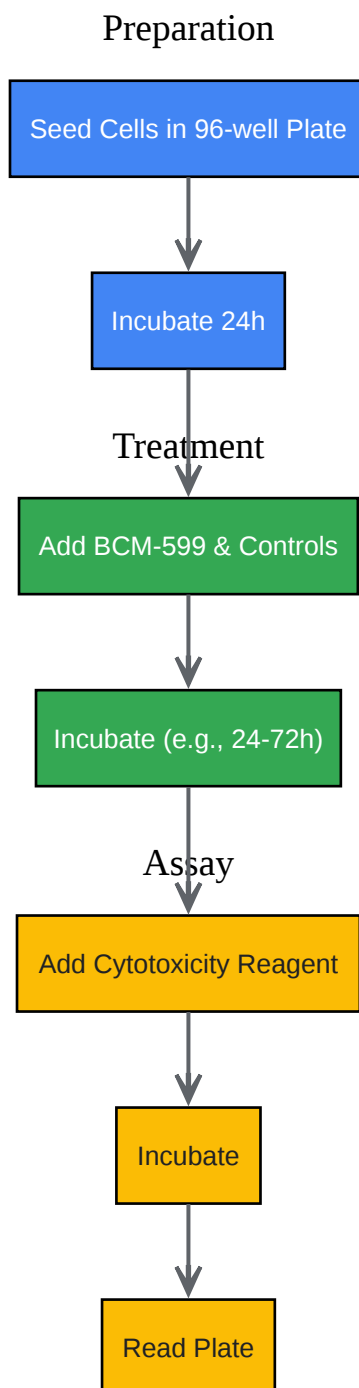 Preparation
Seed Cells in 96-well Plate
Incubate 24h
Treatment
Add BCM-599 & Controls
Incubate (e.g., 24-72h)
Assay
Add Cytotoxicity Reagent
Incubate
Read Plate